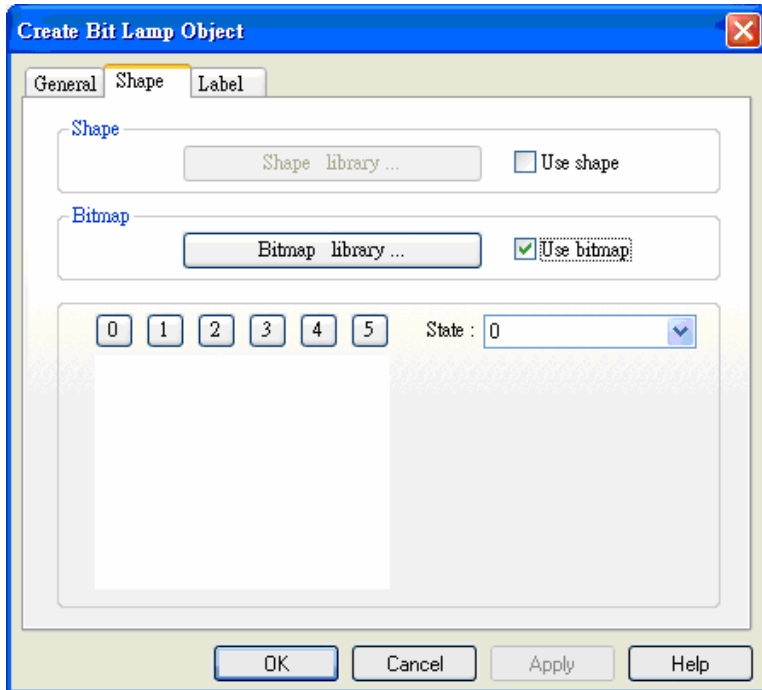 Create Bit Lamp Object
General Shape Label
Shape
Shape library ... Use shape
Bitmap
Bitmap library ... Use bitmap
0 1 2 3 4 5 State : 0
OK Cancel Apply Help